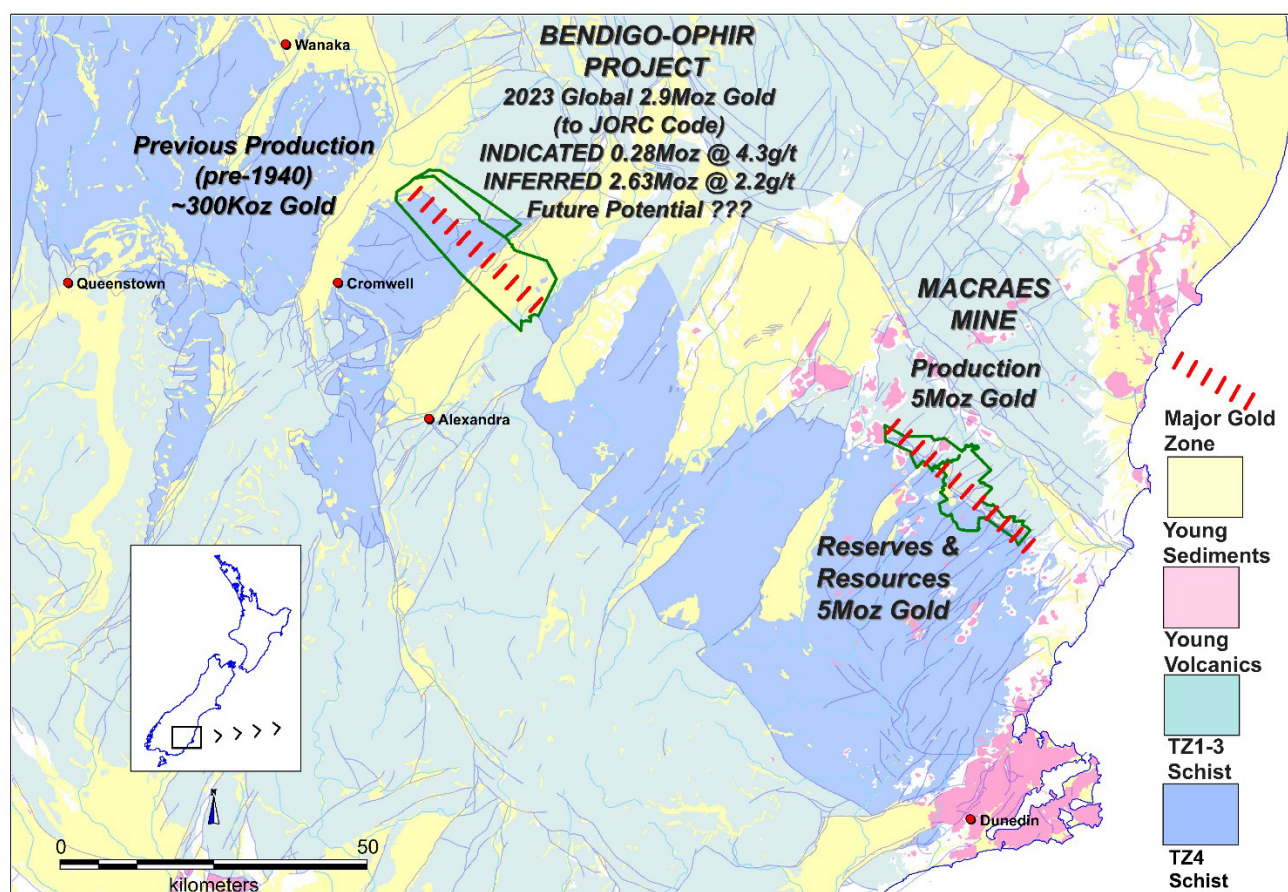 Wanaka
BENDIGO-OPHIR
PROJECT
2023 Global 2.9Moz Gold
(to JORC Code)
INDICATED 0.28Moz @ 4.3g/t
INFERRED 2.63Moz @ 2.2g/t
Future Potential ???
Previous Production
(pre-1940)
~300Koz Gold
Queenstown
Cromwell
Alexandra
MACRAES
MINE
Production
5Moz Gold
Reserves &
Resources
5Moz Gold
Dunedin
Major Gold
Zone
Young
Sediments
Young
Volcanics
TZ1-3
Schist
TZ4
Schist
N
0 50
kilometers